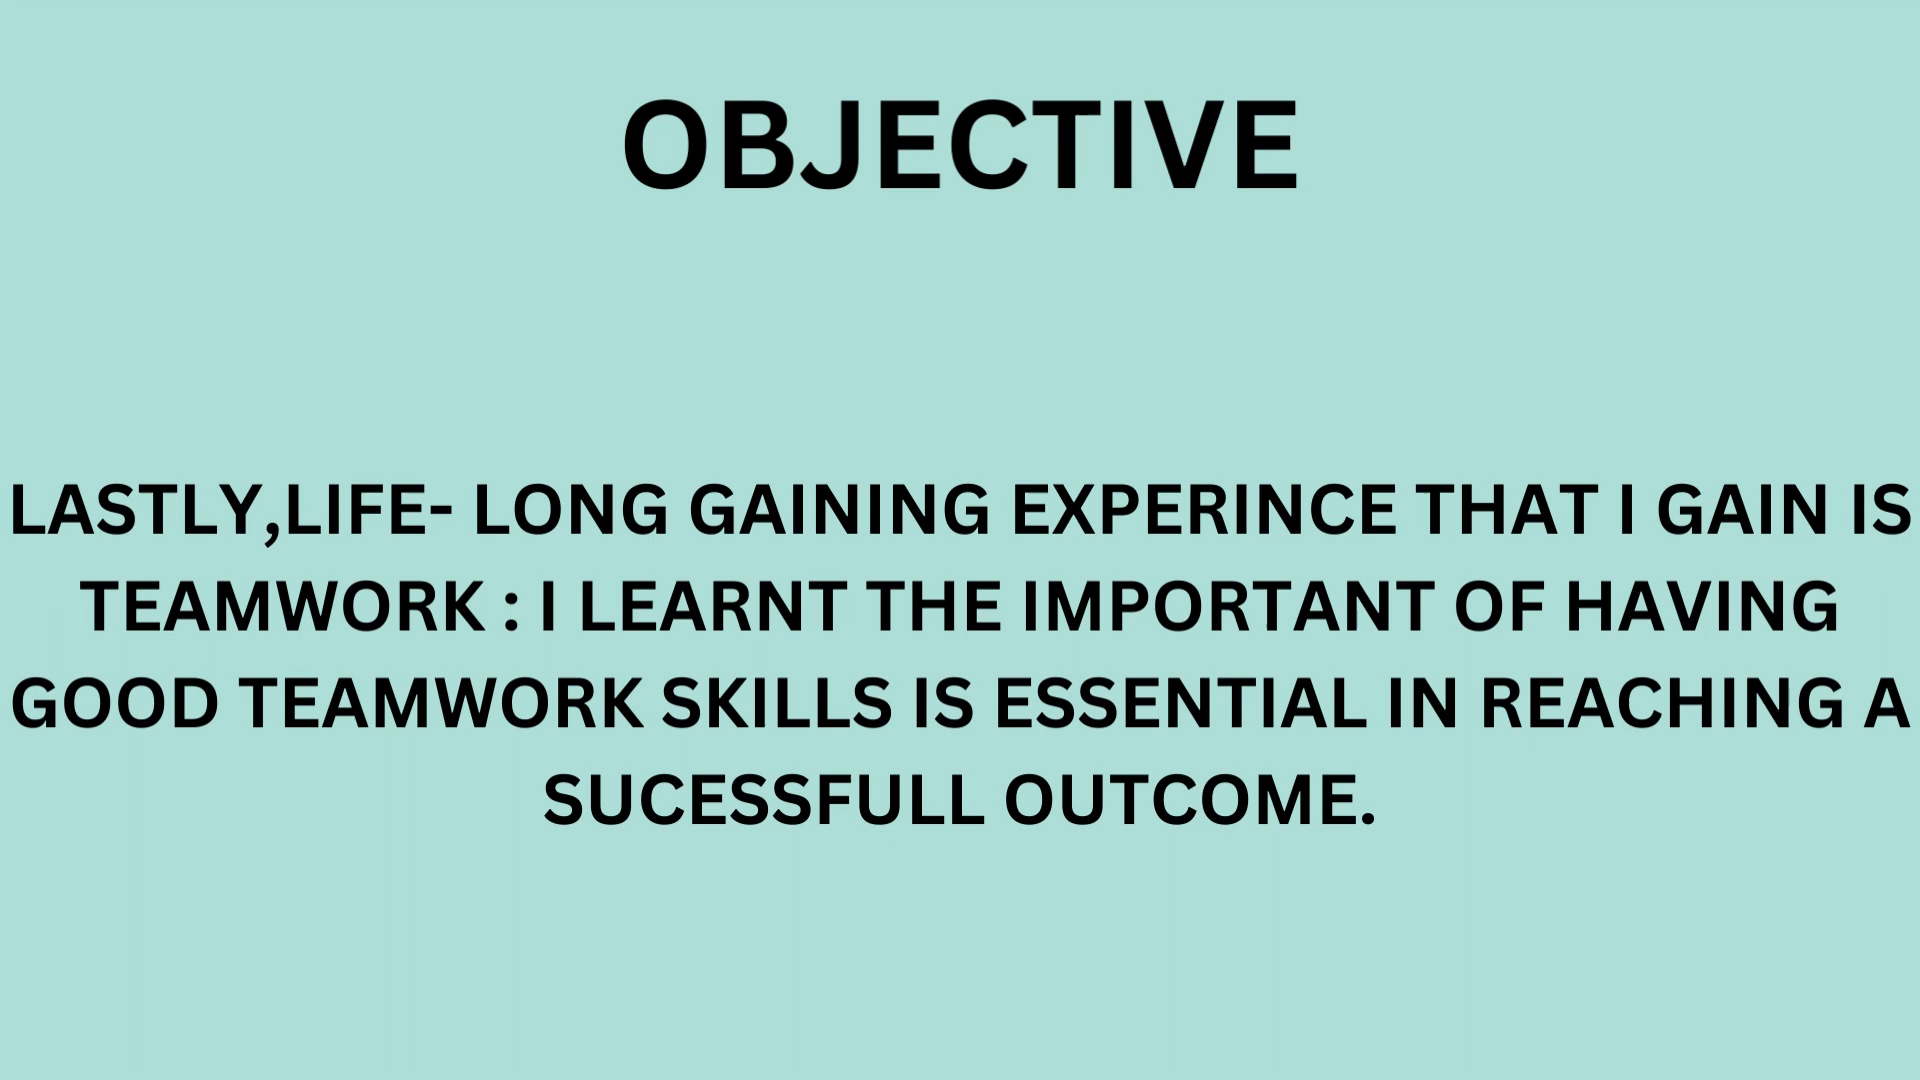 OBJECTIVE
LASTLY,LIFE- LONG GAINING EXPERINCE THAT I GAIN IS
TEAMWORK : I LEARNT THE IMPORTANT OF HAVING
GOOD TEAMWORK SKILLS IS ESSENTIAL IN REACHING A
SUCESSFULL OUTCOME.